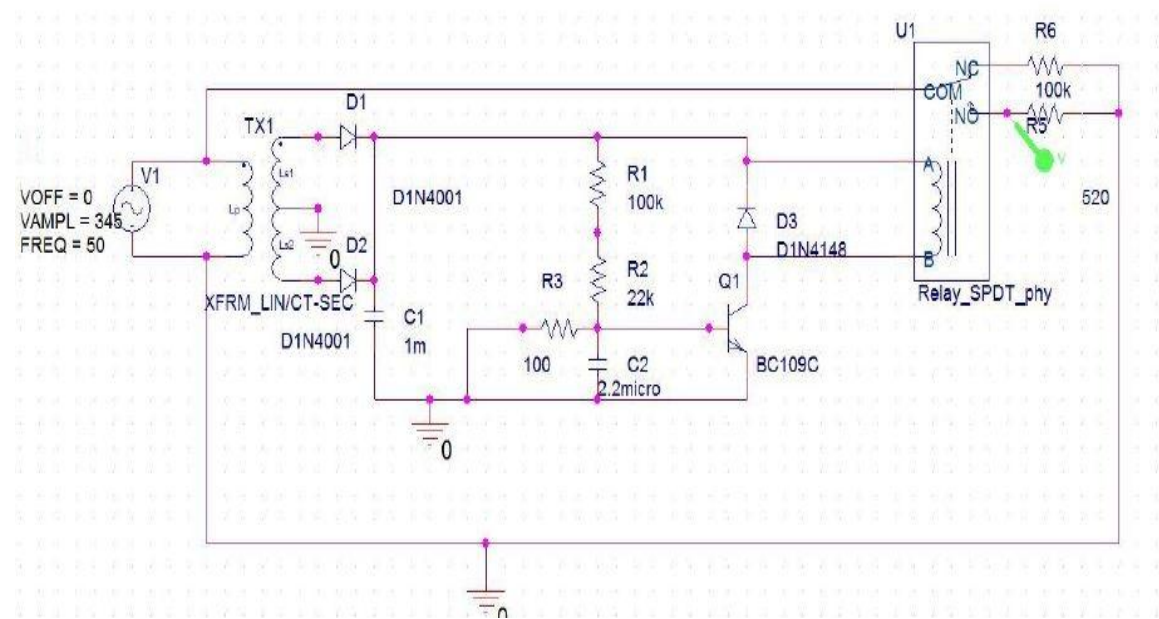 U1
R6
NC
100k
COM
NO
R5
D1
TX1
V1
VOFF = 0
VAMPL = 345
FREQ = 50
Lp
Ls1
Ls2
D1N4001
0
D2
XFRM_LIN/CT-SEC
D1N4001
C1
1m
R1
100k
R2
22k
R3
100
C2
2.2micro
D3
D1N4148
Q1
BC109C
A
B
V
520
Relay_SPDT_phy
0
0